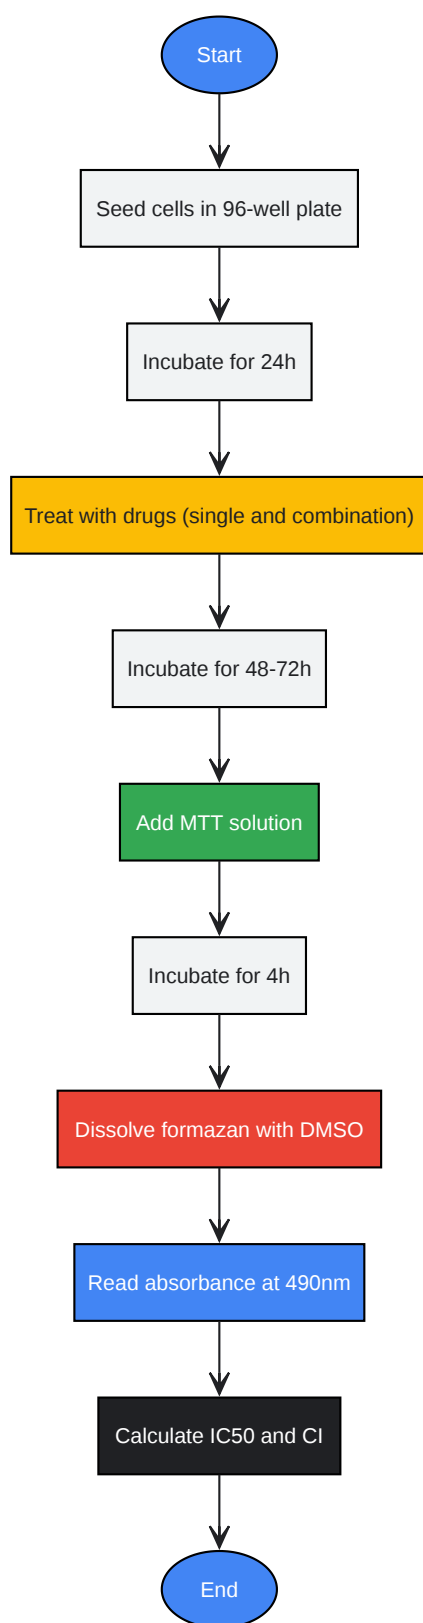 Start
Seed cells in 96-well plate
Incubate for 24h
Treat with drugs (single and combination)
Incubate for 48-72h
Add MTT solution
Incubate for 4h
Dissolve formazan with DMSO
Read absorbance at 490nm
Calculate IC50 and CI
End